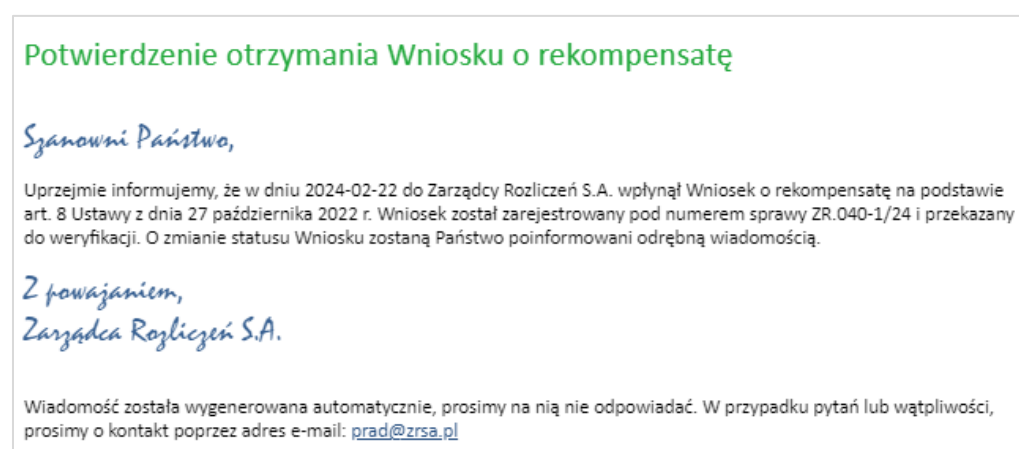 Potwierdzenie otrzymania Wniosku o rekompensatę
Szanowni Państwo,
Uprzejmie informujemy, że w dniu 2024-02-22 do Zarządcy Rozliczeń S.A. wpłynął Wniosek o rekompensatę na podstawie
art. 8 Ustawy z dnia 27 października 2022 r. Wniosek został zarejestrowany pod numerem sprawy ZR.040-1/24 i przekazany
do weryfikacji. O zmianie statusu Wniosku zostaną Państwo poinformowani odrębną wiadomością.
Z poważaniem,
Zarządca Rozliczeń S.A.
Wiadomość została wygenerowana automatycznie, prosimy na nią nie odpowiadać. W przypadku pytań lub wątpliwości,
prosimy o kontakt poprzez adres e-mail: prad@zrsa.pl